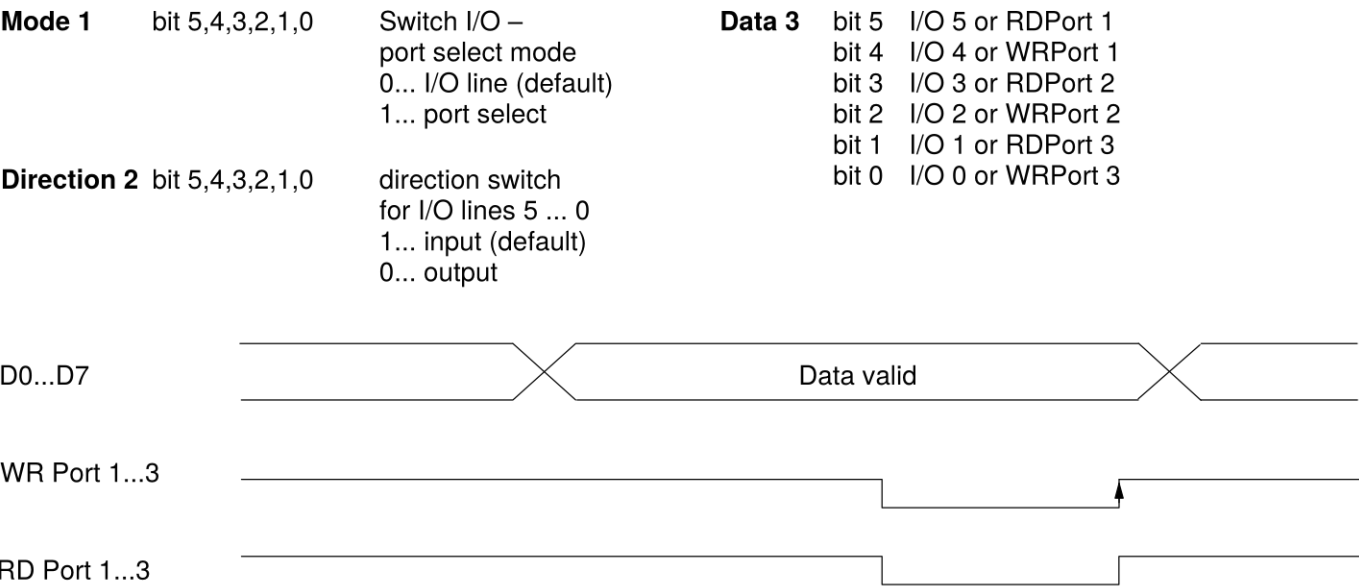 Mode 1 bit 5,4,3,2,1,0 Switch I/O –
port select mode
0... I/O line (default)
1... port select
Direction 2 bit 5,4,3,2,1,0 direction switch
for I/O lines 5 ... 0
1... input (default)
0... output
Data 3 bit 5 I/O 5 or RDPort 1
bit 4 I/O 4 or WRPort 1
bit 3 I/O 3 or RDPort 2
bit 2 I/O 2 or WRPort 2
bit 1 I/O 1 or RDPort 3
bit 0 I/O 0 or WRPort 3
D0...D7 Data valid
WR Port 1...3
RD Port 1...3